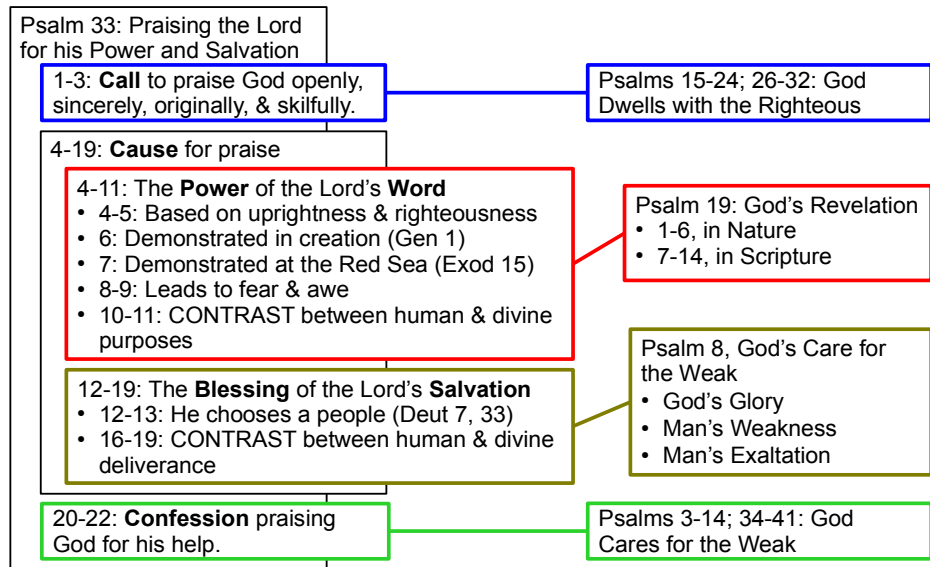 Psalm 33: Praising the Lord
for his Power and Salvation
1-3: Call to praise God openly,
sincerely, originally, & skilfully.
Psalms 15-24; 26-32: God
Dwells with the Righteous
4-19: Cause for praise
4-11: The Power of the Lord's Word
• 4-5: Based on uprightness & righteousness
• 6: Demonstrated in creation (Gen 1)
• 7: Demonstrated at the Red Sea (Exod 15)
• 8-9: Leads to fear & awe
• 10-11: CONTRAST between human & divine
purposes
Psalm 19: God's Revelation
• 1-6, in Nature
• 7-14, in Scripture
12-19: The Blessing of the Lord's Salvation
• 12-13: He chooses a people (Deut 7, 33)
• 16-19: CONTRAST between human & divine
deliverance
Psalm 8, God's Care for
the Weak
• God's Glory
• Man's Weakness
• Man's Exaltation
20-22: Confession praising
God for his help.
Psalms 3-14; 34-41: God
Cares for the Weak